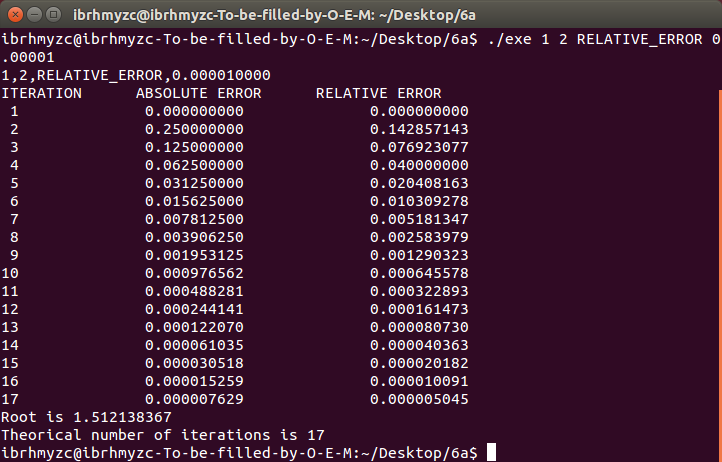 ibrhmyzc@ibrhmyzc-To-be-filled-by-O-E-M: ~/Desktop/6a
ibrhmyzc@ibrhmyzc-To-be-filled-by-O-E-M:~/Desktop/6a$ ./exe 1 2 RELATIVE_ERROR 0
.00001
1,2,RELATIVE_ERROR,0.000010000
ITERATION ABSOLUTE ERROR RELATIVE ERROR
1 0.000000000 0.000000000
2 0.250000000 0.142857143
3 0.125000000 0.076923077
4 0.062500000 0.040000000
5 0.031250000 0.020408163
6 0.015625000 0.010309278
7 0.007812500 0.005181347
8 0.003906250 0.002583979
9 0.001953125 0.001290323
10 0.000976562 0.000645578
11 0.000488281 0.000322893
12 0.000244141 0.000161473
13 0.000122070 0.000080730
14 0.000061035 0.000040363
15 0.000030518 0.000020182
16 0.000015259 0.000010091
17 0.000007629 0.000005045
Root is 1.512138367
Theorical number of iterations is 17
ibrhmyzc@ibrhmyzc-To-be-filled-by-O-E-M:~/Desktop/6a$